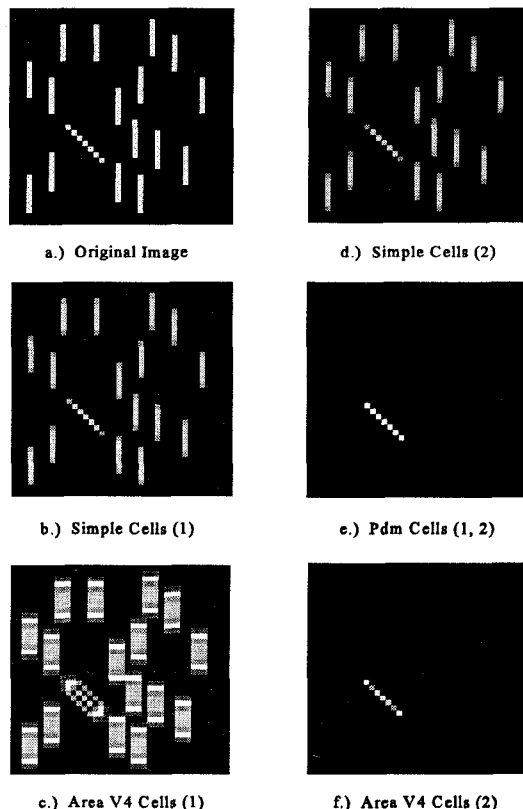 a.) Original Image
d.) Simple Cells (2)
b.) Simple Cells (1)
e.) Pdm Cells (1, 2)
c.) Area V4 Cells (1)
f.) Area V4 Cells (2)